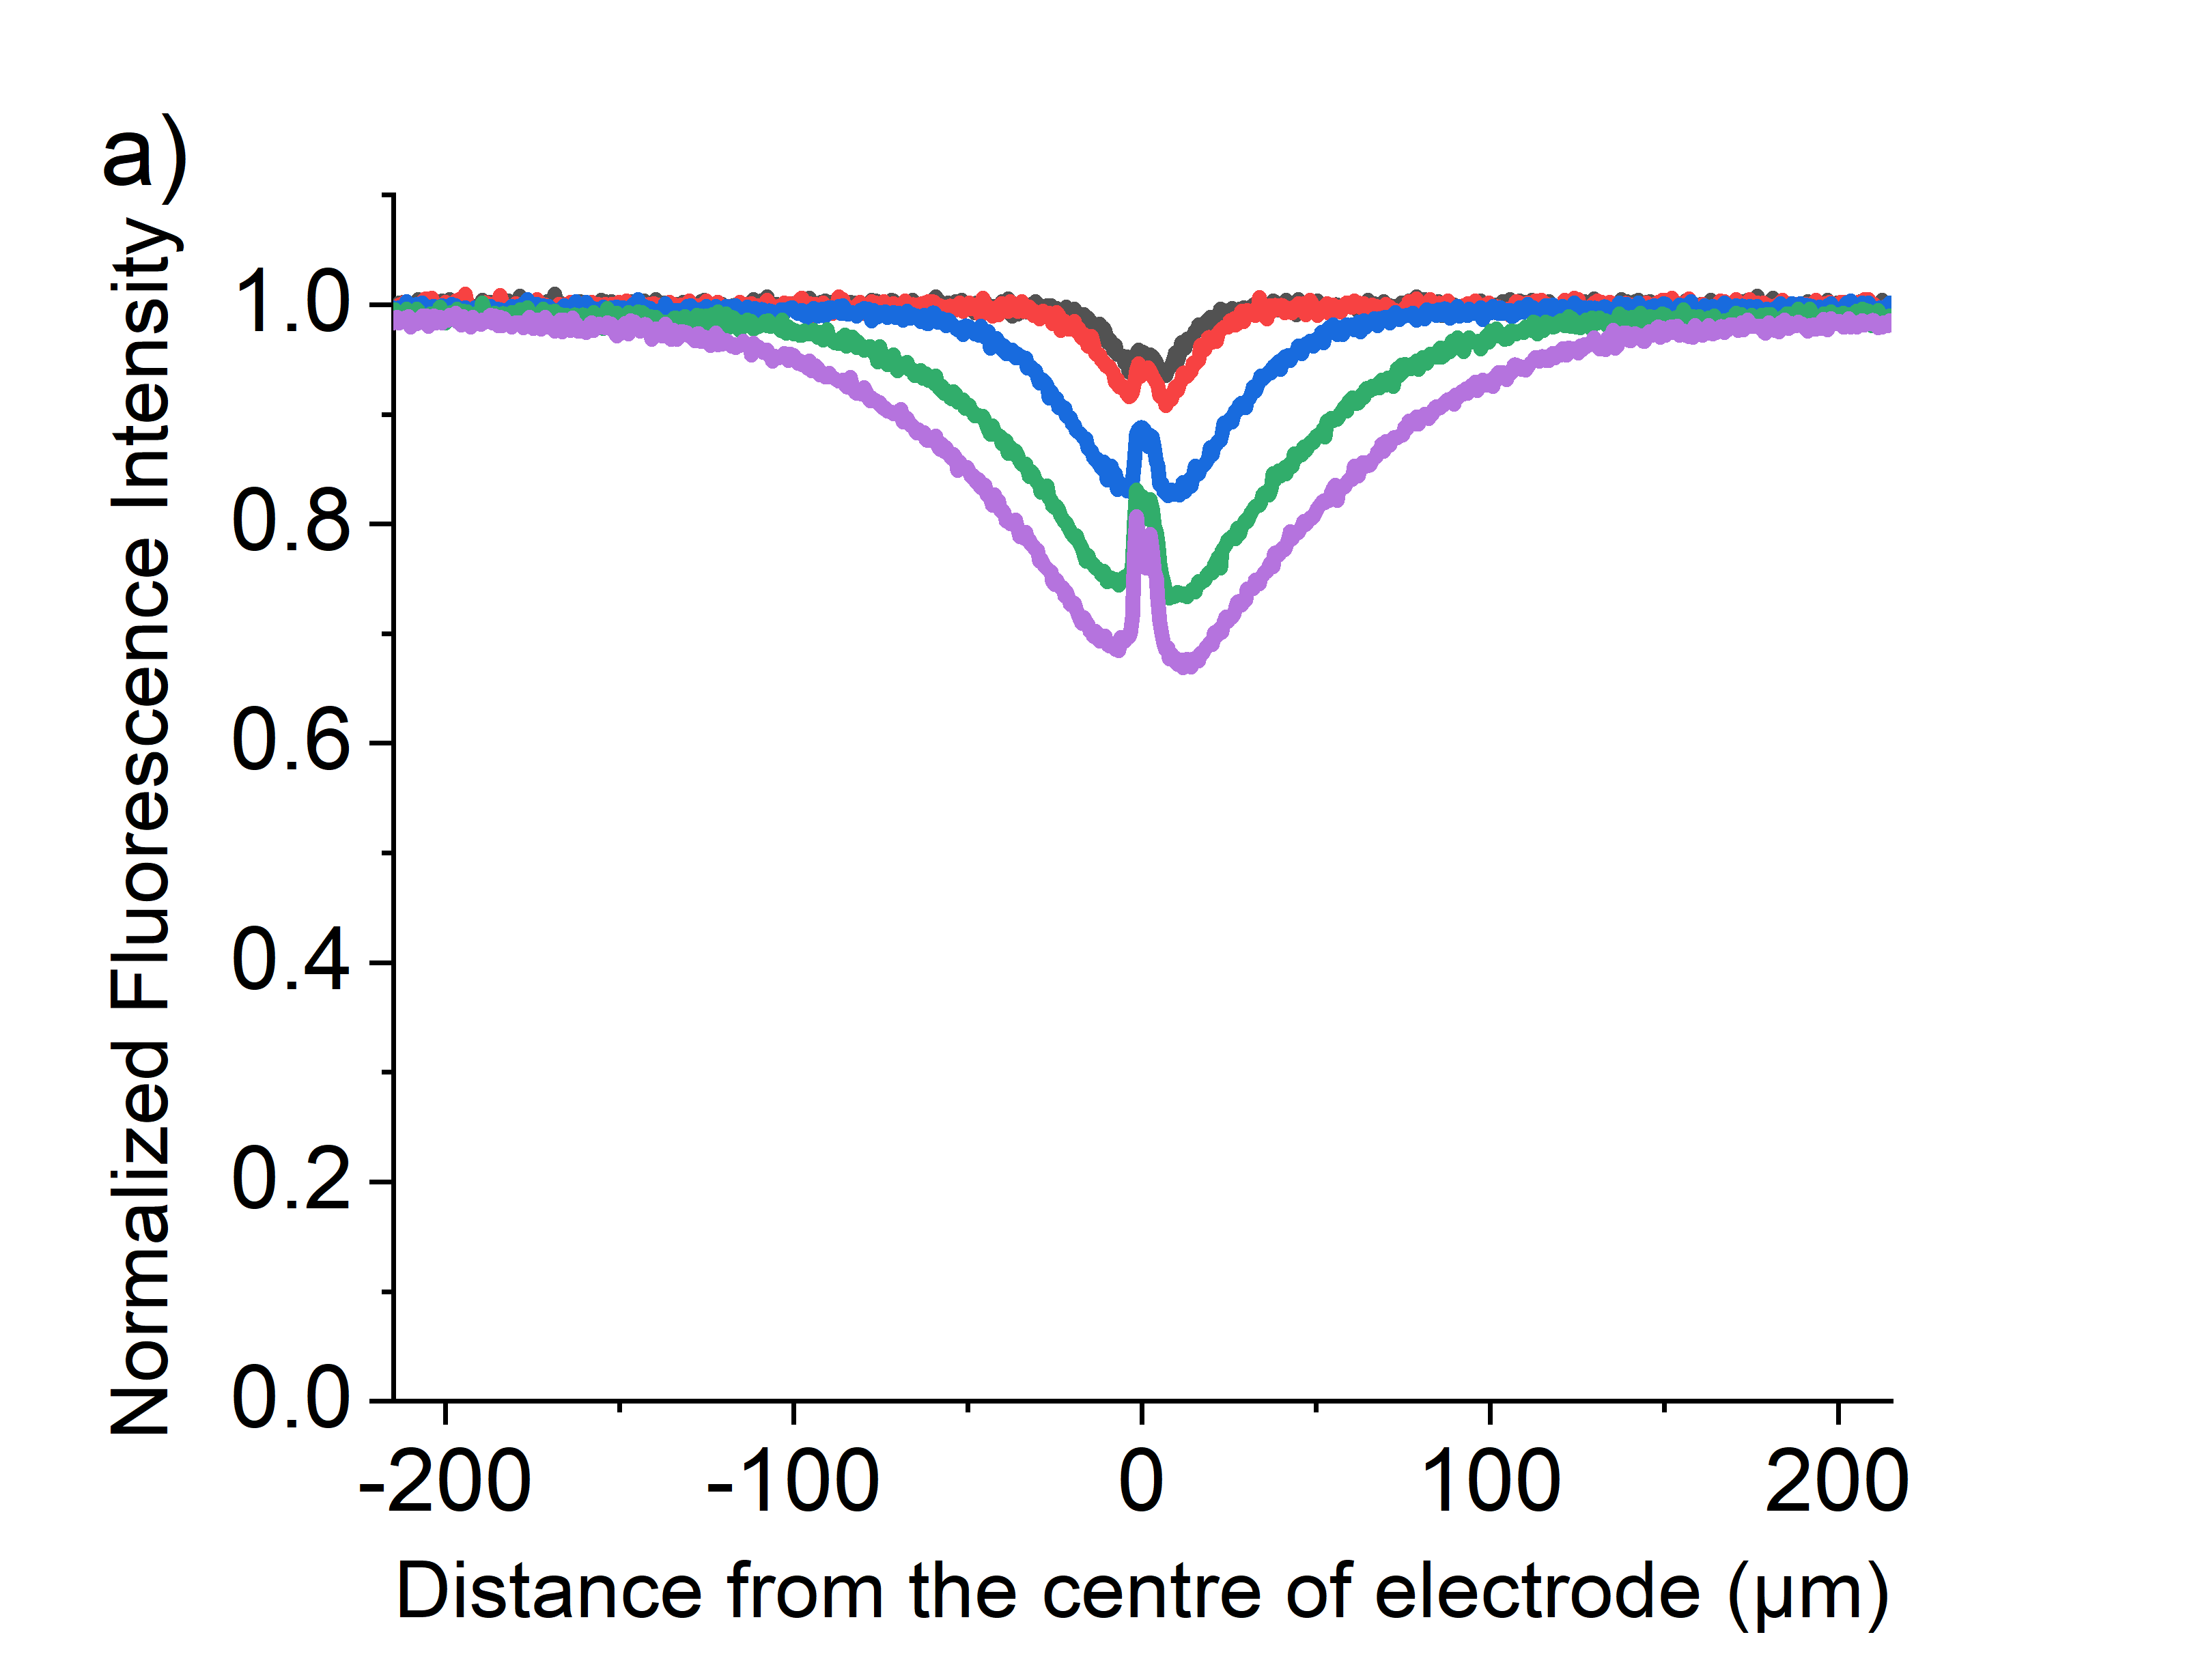 a)
Normalized Fluorescence Intensity
1.0
0.8
0.6
0.4
0.2
0.0
-200 -100 0 100 200
Distance from the centre of electrode (μm)